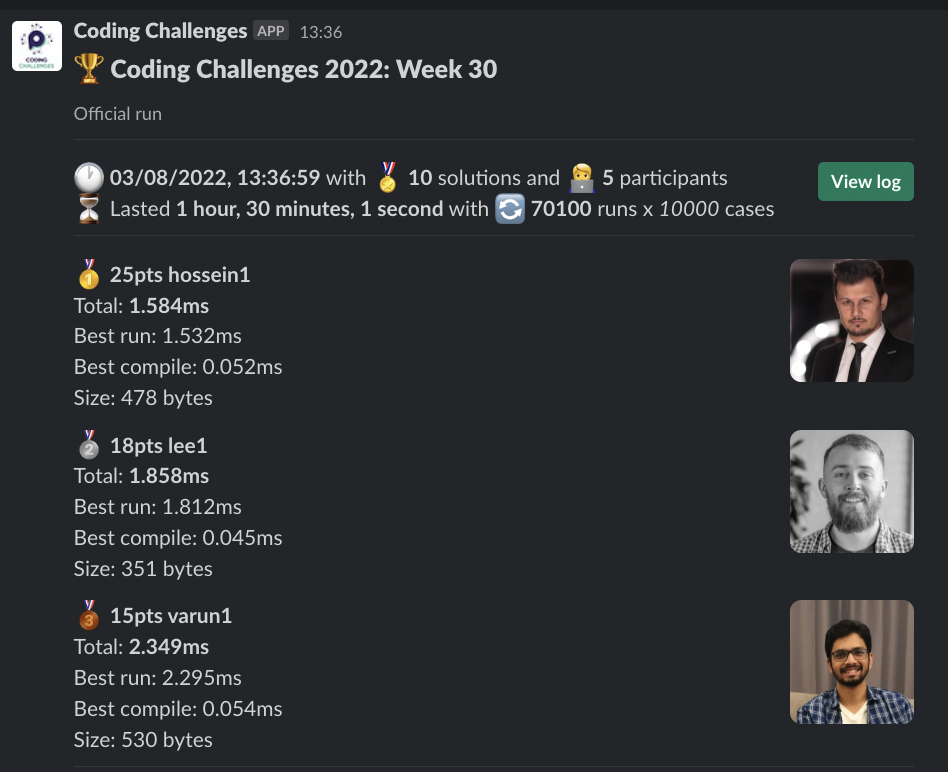 Coding Challenges APP 13:36
CODING
CHALLENGES
🏆 Coding Challenges 2022: Week 30
Official run
03/08/2022, 13:36:59 with 🏅 10 solutions and 🧑‍💻 5 participants
View log
Lasted 1 hour, 30 minutes, 1 second with 🔄 70100 runs x 10000 cases
🥇 25pts hossein1
Total: 1.584ms
Best run: 1.532ms
Best compile: 0.052ms
Size: 478 bytes
🥈 18pts lee1
Total: 1.858ms
Best run: 1.812ms
Best compile: 0.045ms
Size: 351 bytes
🥉 15pts varun1
Total: 2.349ms
Best run: 2.295ms
Best compile: 0.054ms
Size: 530 bytes